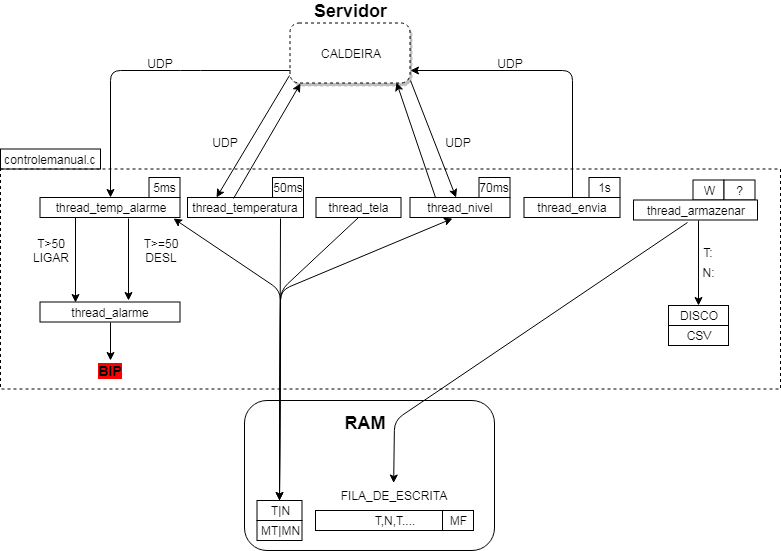 Servidor
CALDEIRA
UDP
UDP
UDP
UDP
controlemanual.c
5ms
50ms
70ms
1s
W
?
thread_temp_alarme
thread_temperatura
thread_tela
thread_nivel
thread_envia
thread_armazenar
T>50
LIGAR
T>=50
DESL
T:
N:
thread_alarme
DISCO
CSV
BIP
RAM
FILA_DE_ESCRITA
T|N
MT|MN
T,N,T....
MF